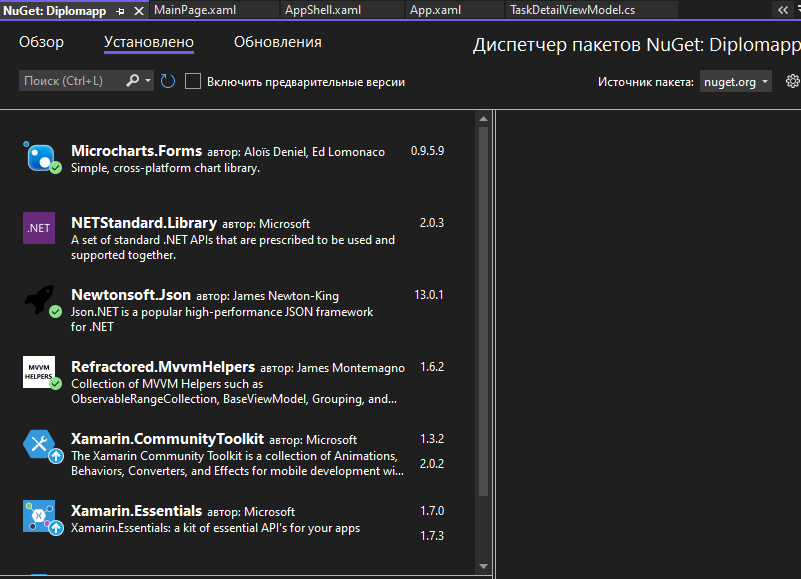 NuGet: Diplomapp
MainPage.xaml
AppShell.xaml
App.xaml
TaskDetailViewModel.cs
Обзор
Установлено
Обновления
Диспетчер пакетов NuGet: Diplomapp
Поиск (Ctrl+L)
Включить предварительные версии
Источник пакета:
nuget.org
Microcharts.Forms автор: Aloïs Deniel, Ed Lomonaco 0.9.5.9
Simple, cross-platform chart library.
.NET
NETStandard.Library автор: Microsoft 2.0.3
A set of standard .NET APIs that are prescribed to be used and
supported together.
Newtonsoft.Json автор: James Newton-King 13.0.1
Json.NET is a popular high-performance JSON framework
for .NET
MVVM
HELPERS
Refractored.MvvmHelpers автор: James Montemagno 1.6.2
Collection of MVVM Helpers such as
ObservableRangeCollection, BaseViewModel, Grouping, and...
Xamarin.CommunityToolkit автор: Microsoft 1.3.2
The Xamarin Community Toolkit is a collection of Animations,
Behaviors, Converters, and Effects for mobile development wi...
2.0.2
Xamarin.Essentials автор: Microsoft 1.7.0
Xamarin.Essentials: a kit of essential API's for your apps
1.7.3